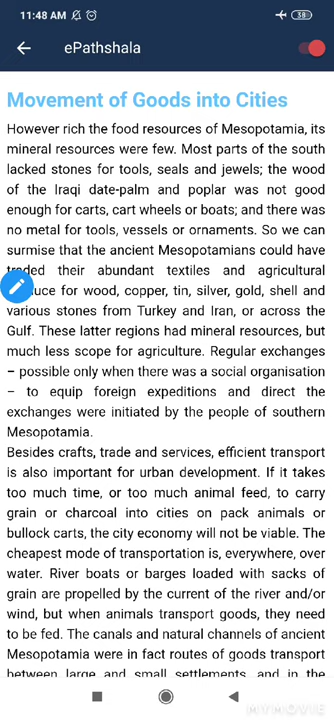 11:48 AM
38
ePathshala
Movement of Goods into Cities
However rich the food resources of Mesopotamia, its
mineral resources were few. Most parts of the south
lacked stones for tools, seals and jewels; the wood
of the Iraqi date-palm and poplar was not good
enough for carts, cart wheels or boats; and there was
no metal for tools, vessels or ornaments. So we can
surmise that the ancient Mesopotamians could have
traded their abundant textiles and agricultural
uce for wood, copper, tin, silver, gold, shell and
various stones from Turkey and Iran, or across the
Gulf. These latter regions had mineral resources, but
much less scope for agriculture. Regular exchanges
– possible only when there was a social organisation
– to equip foreign expeditions and direct the
exchanges were initiated by the people of southern
Mesopotamia.
Besides crafts, trade and services, efficient transport
is also important for urban development. If it takes
too much time, or too much animal feed, to carry
grain or charcoal into cities on pack animals or
bullock carts, the city economy will not be viable. The
cheapest mode of transportation is, everywhere, over
water. River boats or barges loaded with sacks of
grain are propelled by the current of the river and/or
wind, but when animals transport goods, they need
to be fed. The canals and natural channels of ancient
Mesopotamia were in fact routes of goods transport
between large and small settlements, and in the
MYMOVIE